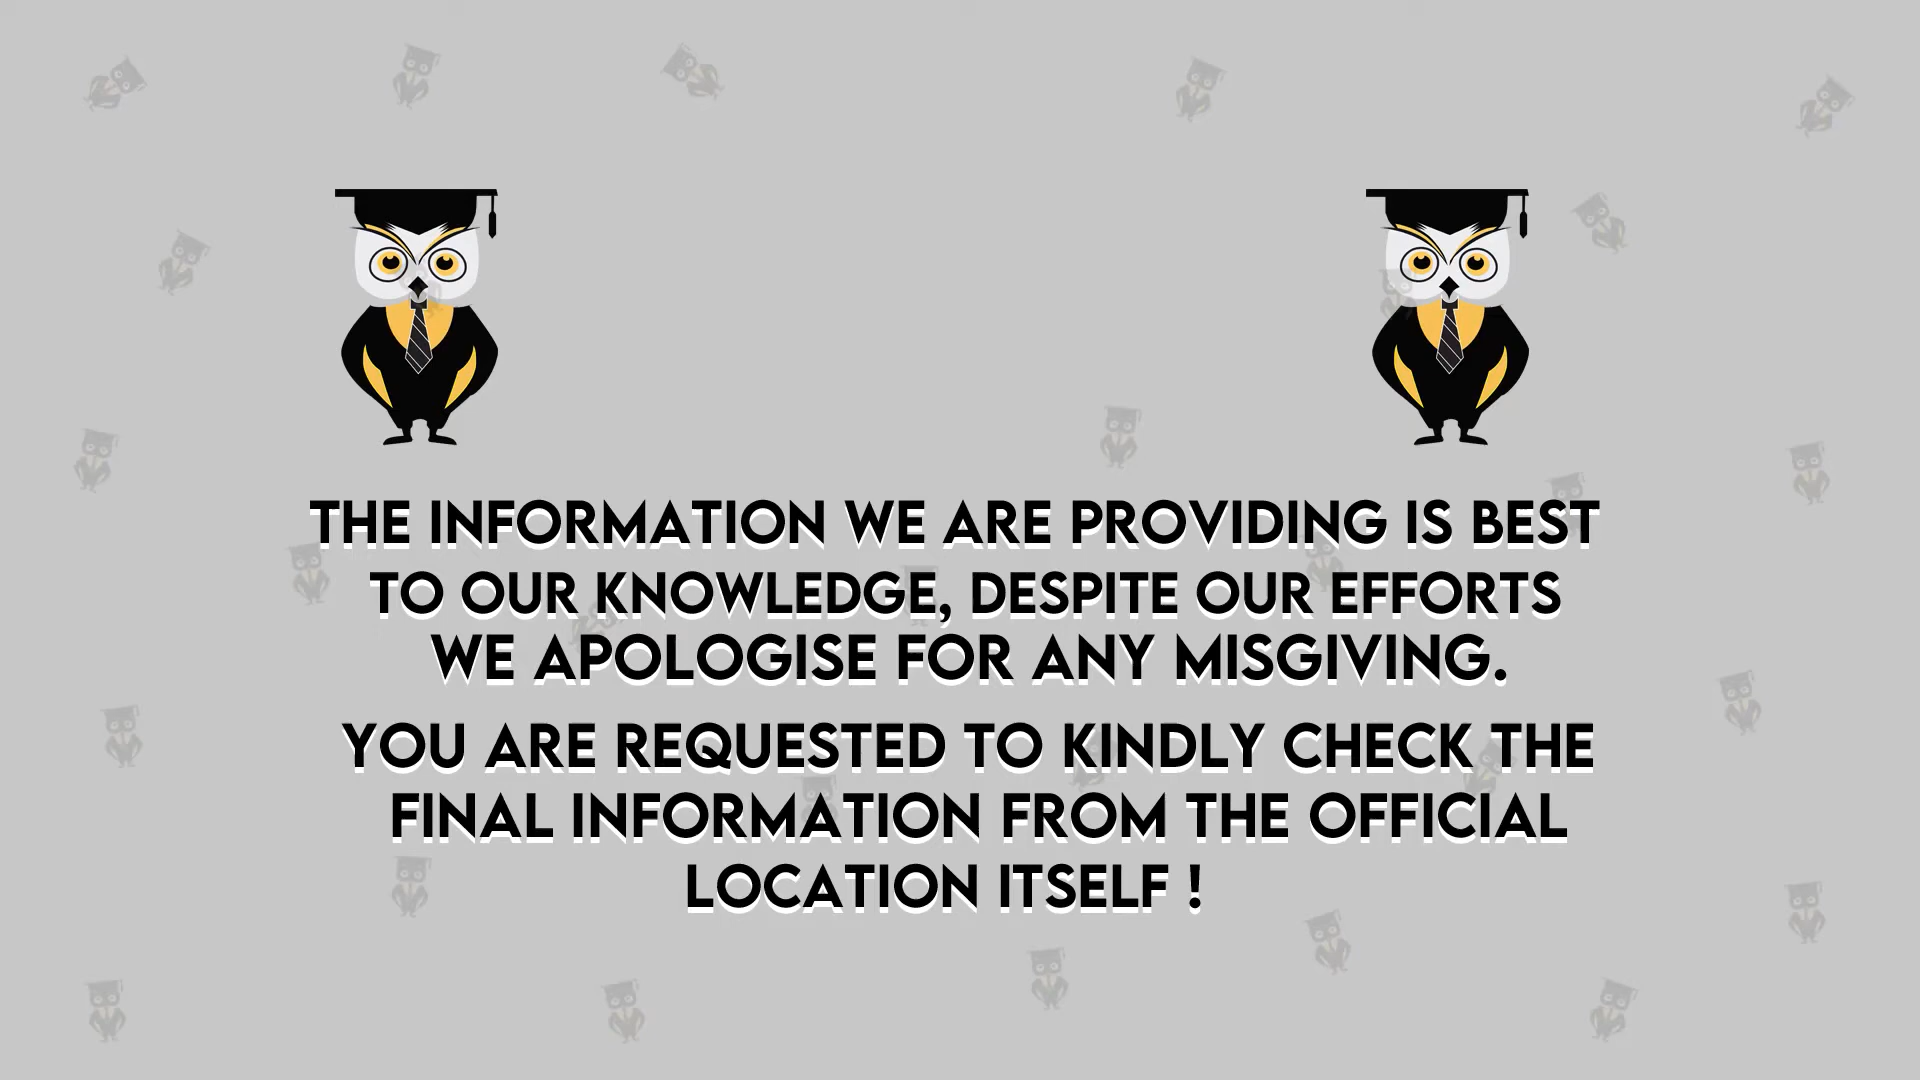 THE INFORMATION WE ARE PROVIDING IS BEST
TO OUR KNOWLEDGE, DESPITE OUR EFFORTS
WE APOLOGISE FOR ANY MISGIVING.
YOU ARE REQUESTED TO KINDLY CHECK THE
FINAL INFORMATION FROM THE OFFICIAL
LOCATION ITSELF !